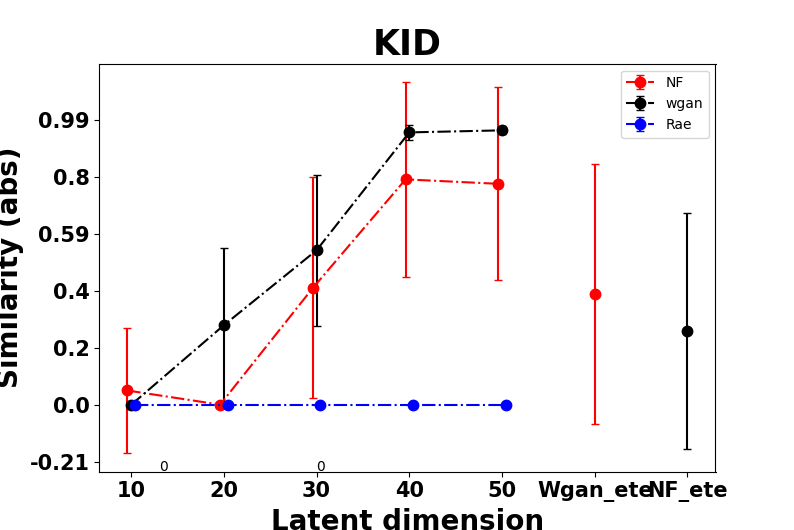 KID
NF
wgan
Rae
Similarity (abs)
0.99
0.8
0.59
0.4
0.2
0.0
-0.21
0 0
10 20 30 40 50 Wgan_ete NF_ete
Latent dimension